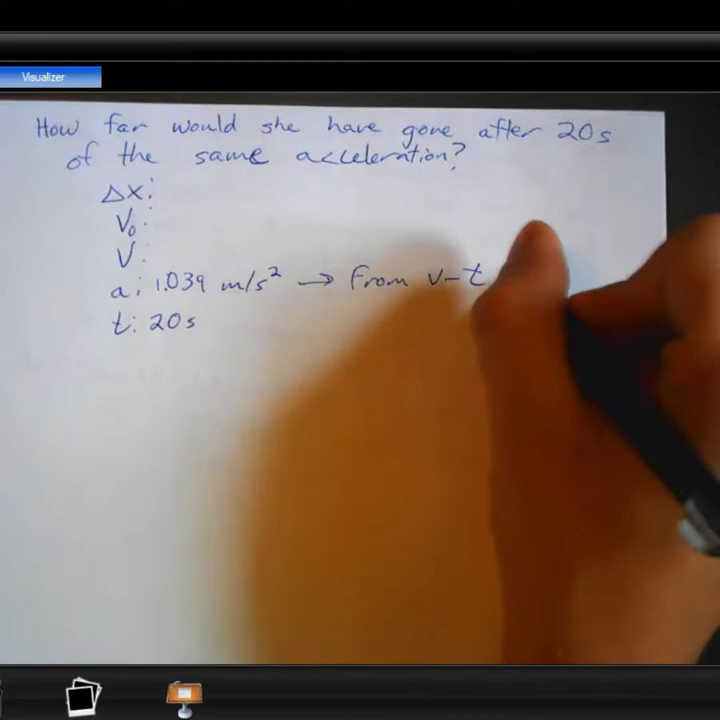 Visualizer
How far would she have gone after 20s
of the same acceleration?
Δx:
V₀:
V:
a: 1.039 m/s² → From v-t
t: 20s